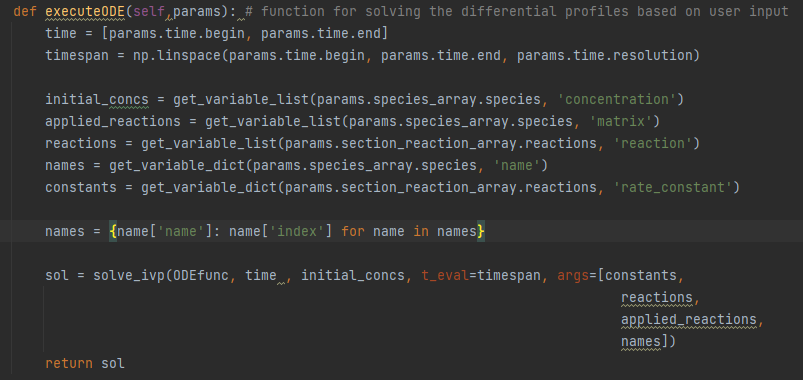 def executeODE(self,params): # function for solving the differential profiles based on user input
    time = [params.time.begin, params.time.end]
    timespan = np.linspace(params.time.begin, params.time.end, params.time.resolution)

    initial_concs = get_variable_list(params.species_array.species, 'concentration')
    applied_reactions = get_variable_list(params.species_array.species, 'matrix')
    reactions = get_variable_list(params.section_reaction_array.reactions, 'reaction')
    names = get_variable_dict(params.species_array.species, 'name')
    constants = get_variable_dict(params.section_reaction_array.reactions, 'rate_constant')

    names = {name['name']: name['index'] for name in names}

    sol = solve_ivp(ODEfunc, time , initial_concs, t_eval=timespan, args=[constants,
                                                                          reactions,
                                                                          applied_reactions,
                                                                          names])
    return sol